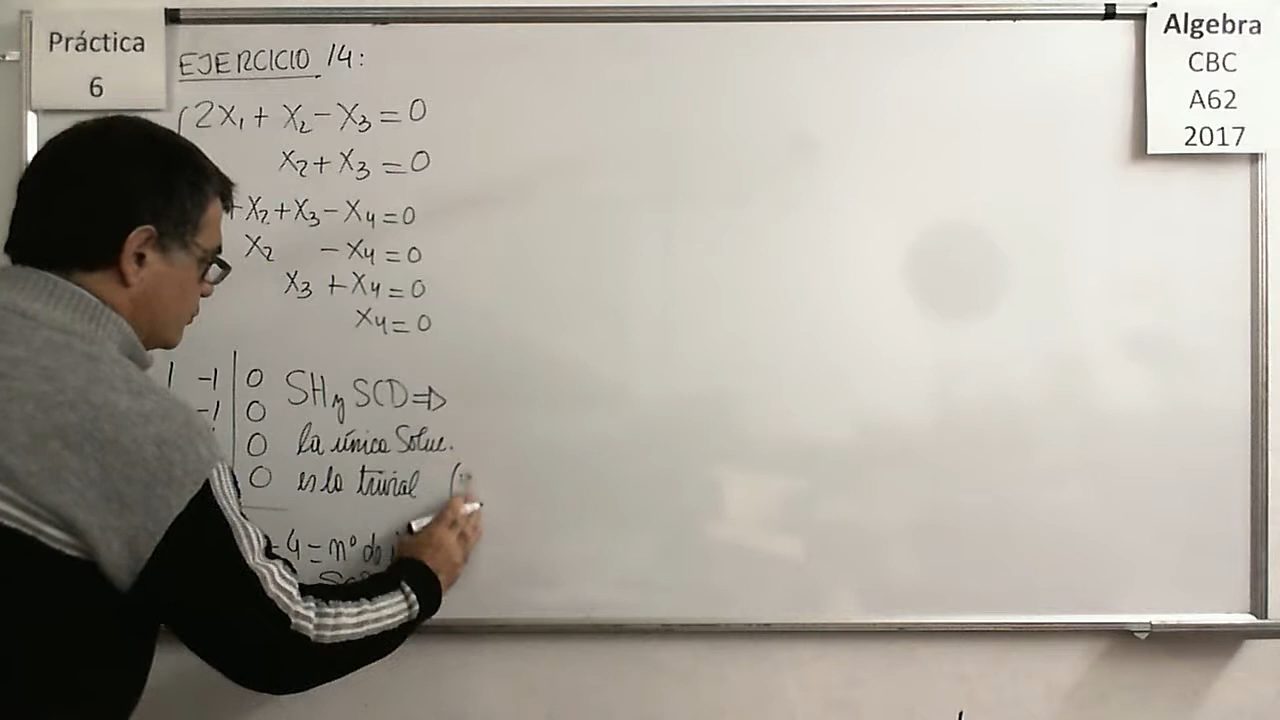 Práctica
6
EJERCICIO 14:
2X₁ + X₂ - X₃ = 0
X₂ + X₃ = 0
+X₂ + X₃ - X₄ = 0
X₂ - X₄ = 0
X₃ + X₄ = 0
X₄ = 0
-1 | 0 SH y SCD ⇒
-1 | 0
0 la única Soluc.
0 es la trivial (
4 = nº de
Algebra
CBC
A62
2017